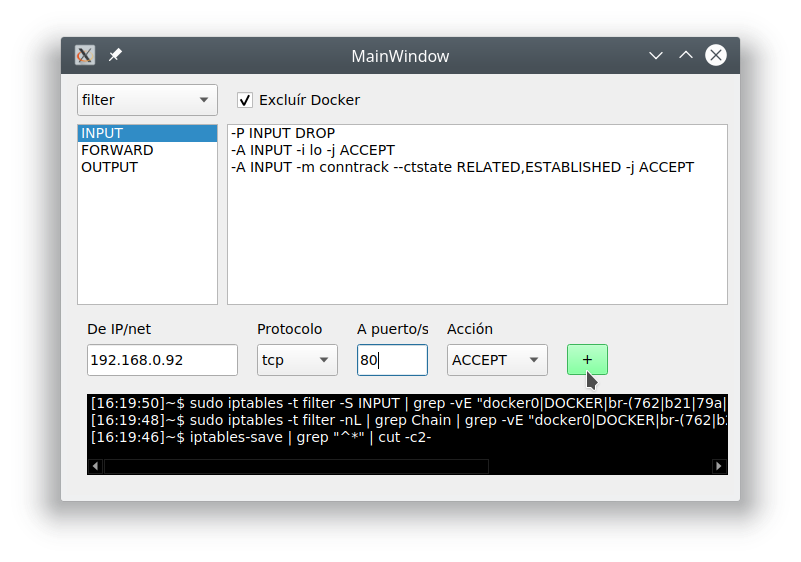 MainWindow
filter
Excluír Docker
INPUT
FORWARD
OUTPUT
-P INPUT DROP
-A INPUT -i lo -j ACCEPT
-A INPUT -m conntrack --ctstate RELATED,ESTABLISHED -j ACCEPT
De IP/net Protocolo A puerto/s Acción
192.168.0.92 tcp 80 ACCEPT +
[16:19:50]~$ sudo iptables -t filter -S INPUT | grep -vE "docker0|DOCKER|br-(762|b21|79a|
[16:19:48]~$ sudo iptables -t filter -nL | grep Chain | grep -vE "docker0|DOCKER|br-(762|b
[16:19:46]~$ iptables-save | grep "^*" | cut -c2-